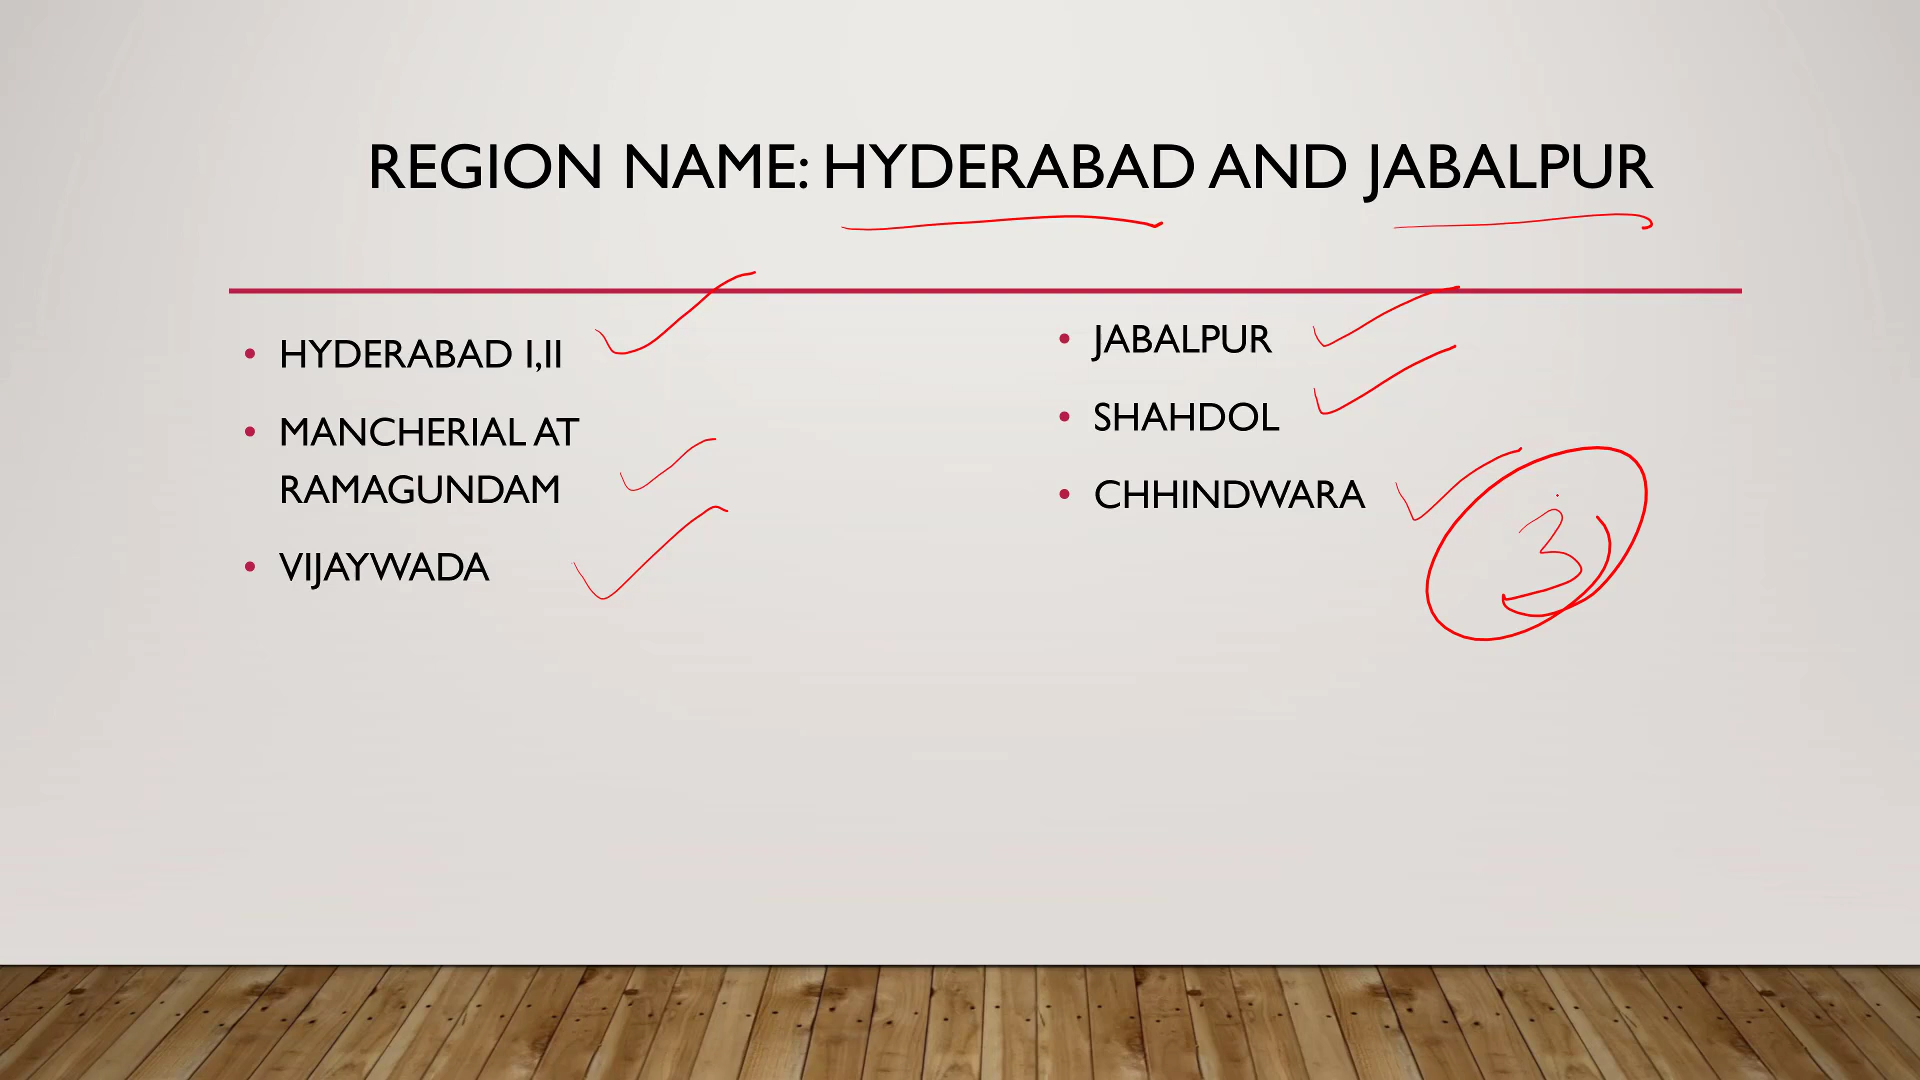 REGION NAME: HYDERABAD AND JABALPUR
• HYDERABAD I,II
• MANCHERIAL AT
RAMAGUNDAM
• VIJAYWADA
• JABALPUR
• SHAHDOL
• CHHINDWARA
3